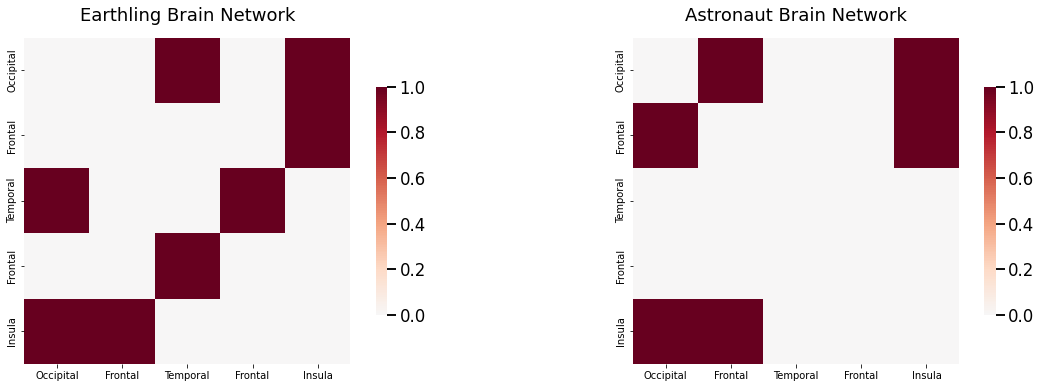 Earthling Brain Network
Astronaut Brain Network
Occipital
Frontal
Temporal
Frontal
Insula
Occipital Frontal Temporal Frontal Insula
1.0
0.8
0.6
0.4
0.2
0.0
Occipital
Frontal
Temporal
Frontal
Insula
Occipital Frontal Temporal Frontal Insula
1.0
0.8
0.6
0.4
0.2
0.0